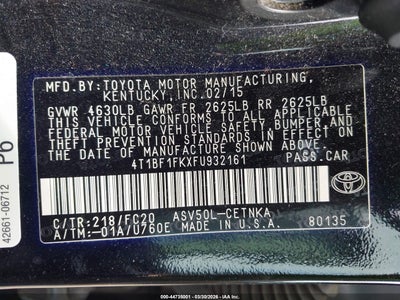 MFD.BY: TOYOTA MOTOR MANUFACTURING,
KENTUCKY, INC.02/15
GVWR 4630LB GAWR FR 2625LB RR 2625LB
THIS VEHICLE CONFORMS TO ALL APPLICABLE
FEDERAL MOTOR VEHICLE SAFETY, BUMPER, AND
THEFT PREVENTION STANDARDS IN EFFECT ON
THE DATE OF MANUFACTURE SHOWN ABOVE.
4T1BF1FKXFU932161 PASS.CAR
C/TR:218/FC20 ASV50L-CETNKA
A/TM:-01A/U760E MADE IN U.S.A. 80135
TOYOTA
P6
42661-06712
000-44735001 - 03/30/2026 - IAAI.COM